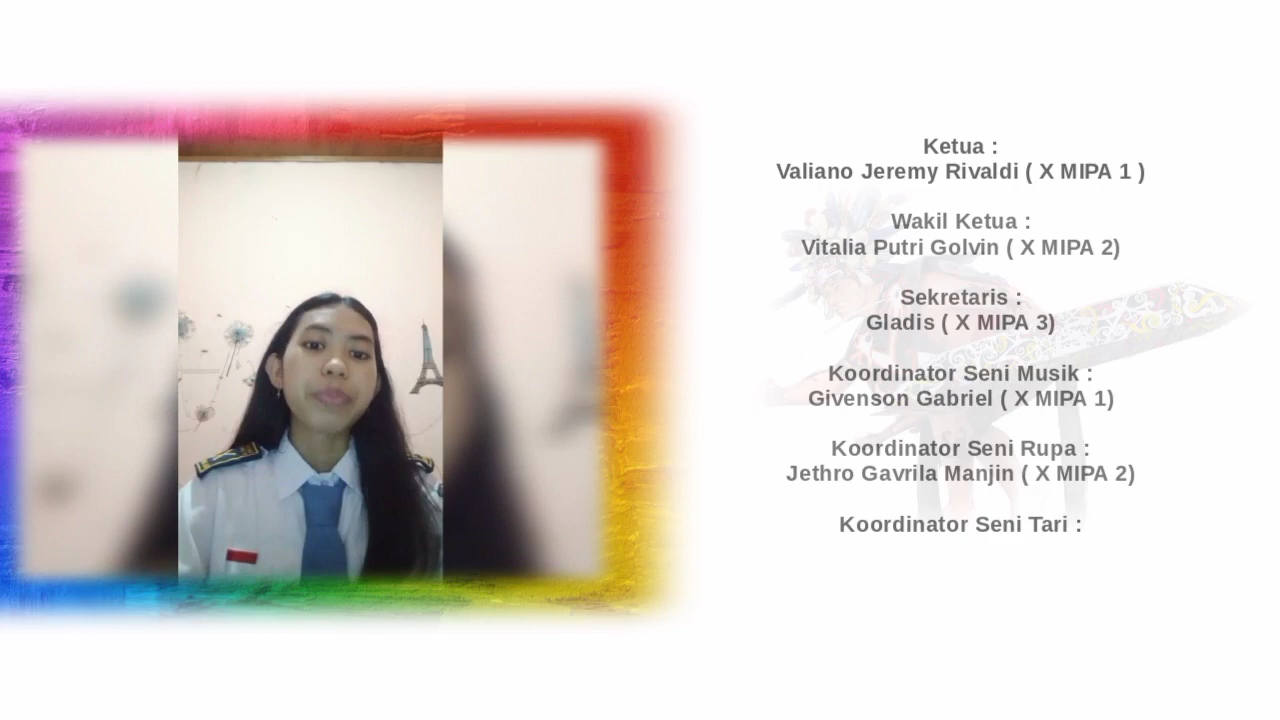 Ketua :
Valiano Jeremy Rivaldi ( X MIPA 1 )
Wakil Ketua :
Vitalia Putri Golvin ( X MIPA 2)
Sekretaris :
Gladis ( X MIPA 3)
Koordinator Seni Musik :
Givenson Gabriel ( X MIPA 1)
Koordinator Seni Rupa :
Jethro Gavrila Manjin ( X MIPA 2)
Koordinator Seni Tari :